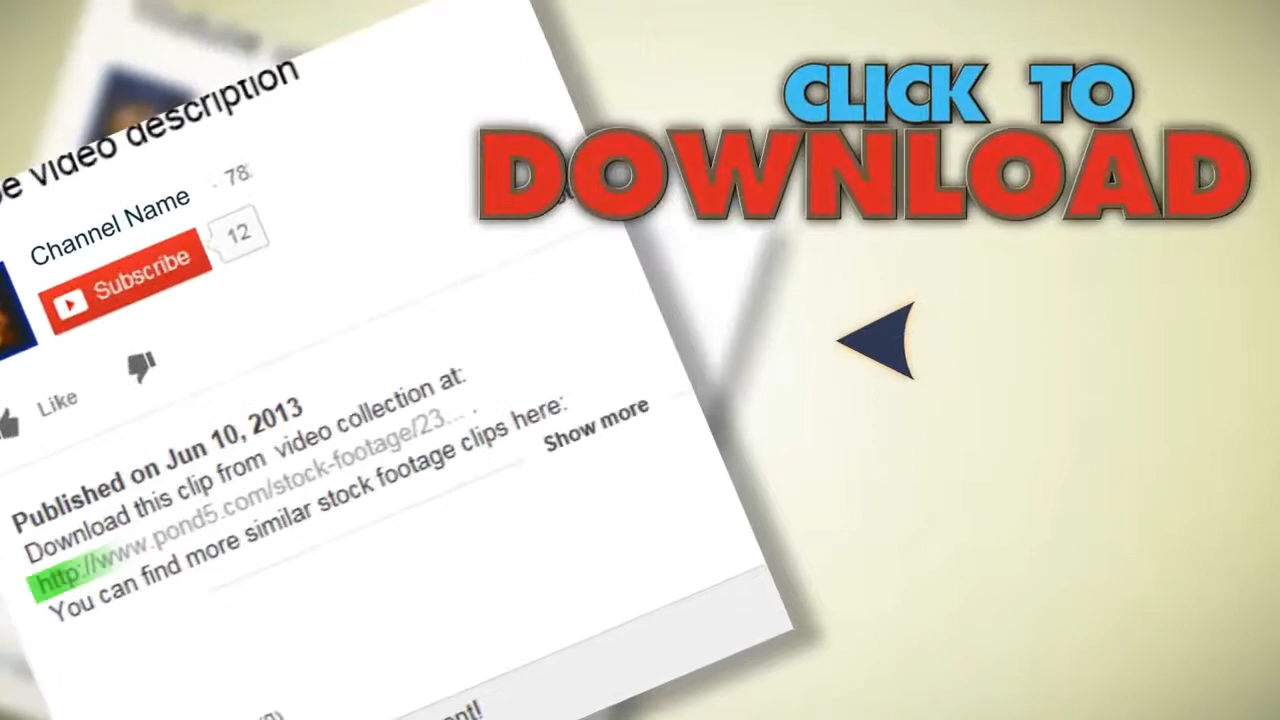 CLICK TO
DOWNLOAD
video description
Channel Name
78
Subscribe
12
Like
Published on Jun 10, 2013
Download this clip from video collection at:
http://www.pond5.com/stock-footage/23...
You can find more similar stock footage clips here:
Show more